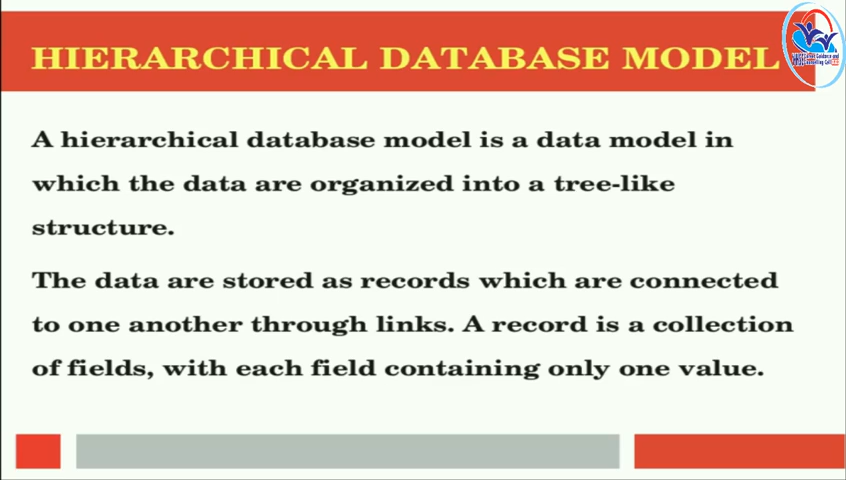 HIERARCHICAL DATABASE MODEL
A hierarchical database model is a data model in
which the data are organized into a tree-like
structure.
The data are stored as records which are connected
to one another through links. A record is a collection
of fields, with each field containing only one value.